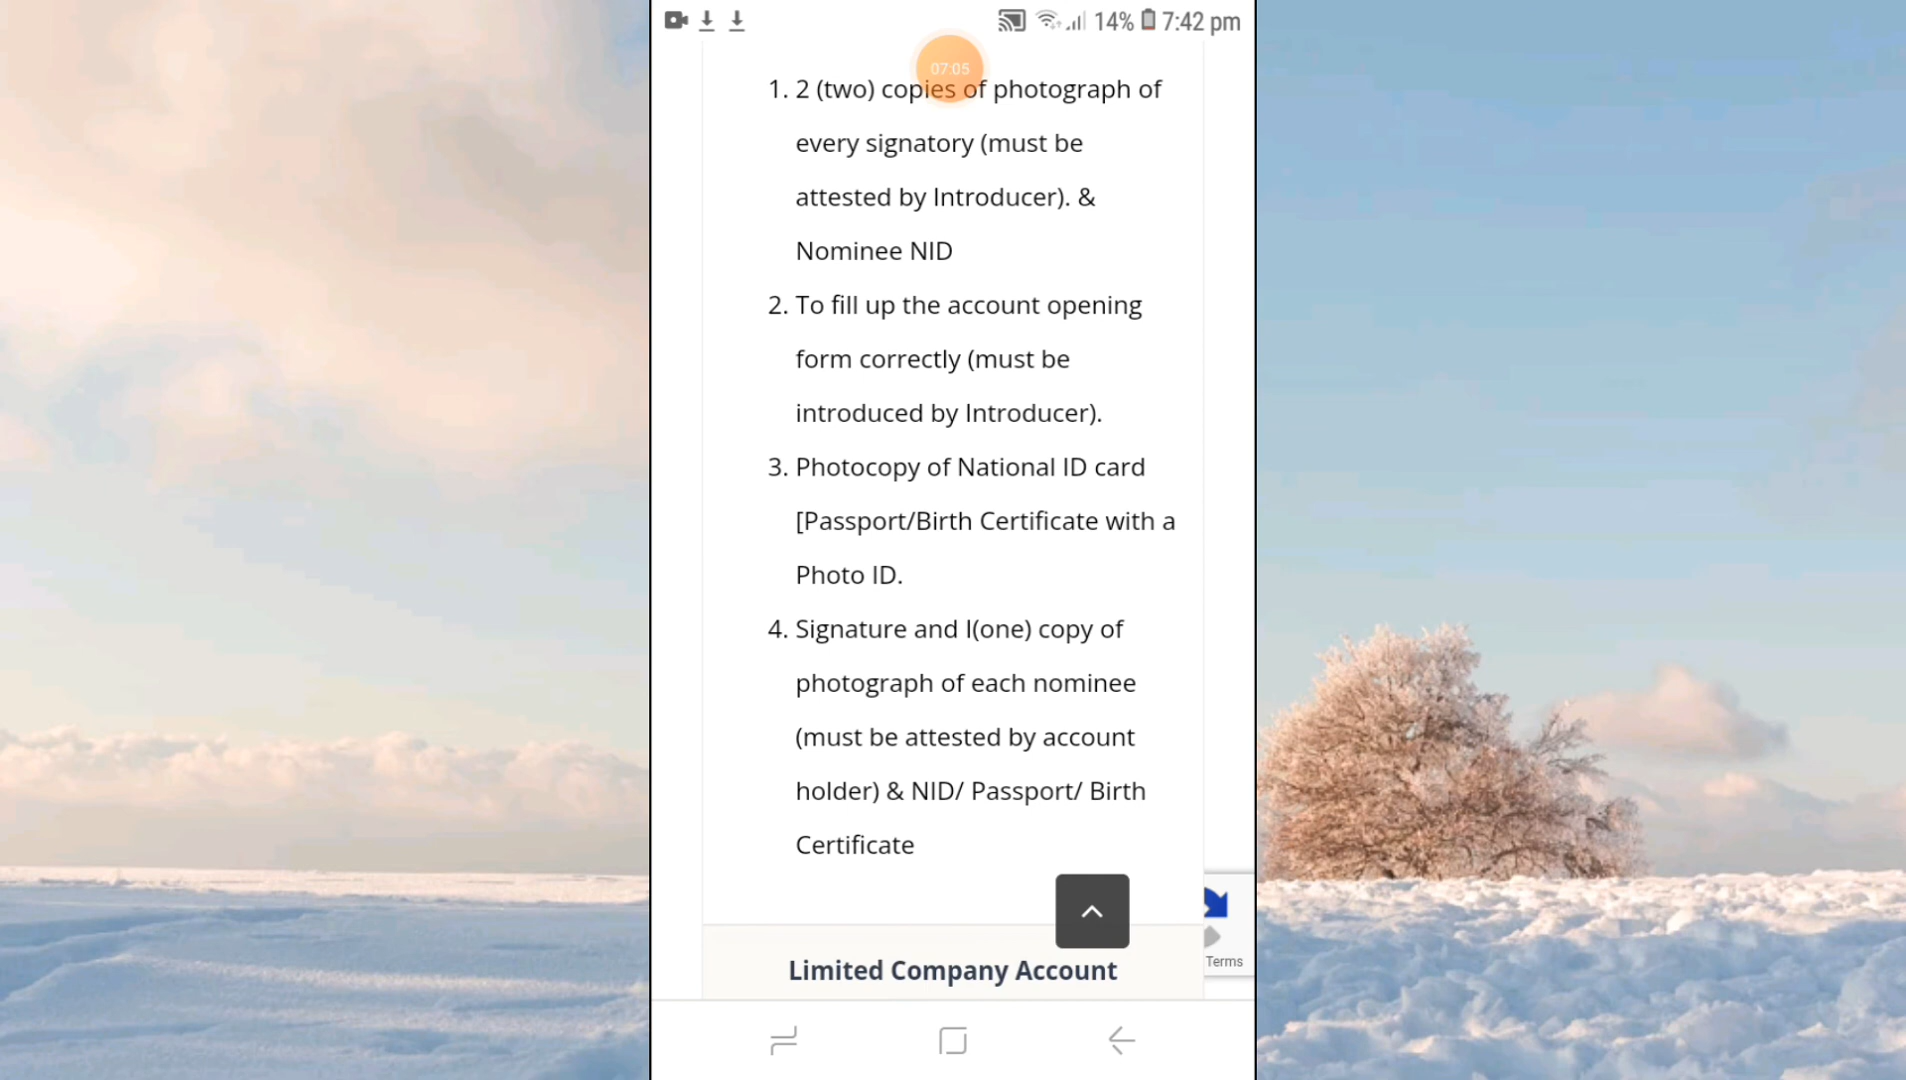 14% 7:42 pm
07:05
1. 2 (two) copies of photograph of
every signatory (must be
attested by Introducer). &
Nominee NID
2. To fill up the account opening
form correctly (must be
introduced by Introducer).
3. Photocopy of National ID card
[Passport/Birth Certificate with a
Photo ID.
4. Signature and I(one) copy of
photograph of each nominee
(must be attested by account
holder) & NID/ Passport/ Birth
Certificate
Terms
Limited Company Account